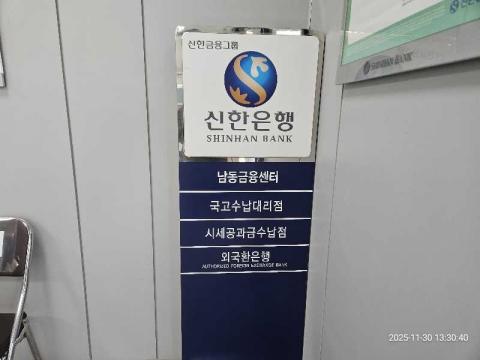 신한금융그룹
신한은행
SHINHAN BANK
남동금융센터
국고수납대리점
시세공과금수납점
외국환은행
AUTHORIZED FOREIGN EXCHANGE BANK
SHINHAN BANK
2025-11-30 13:30:40